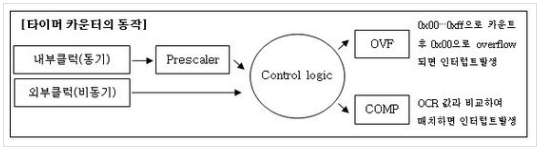 [타이머 카운터의 동작]
내부클럭(동기)
Prescaler
외부클럭(비동기)
Control logic
OVF
0x00~0xff으로 카운트
후 0x00으로 overflow
되면 인터럽트발생
COMP
OCR 값과 비교하여
매치하면 인터럽트발생